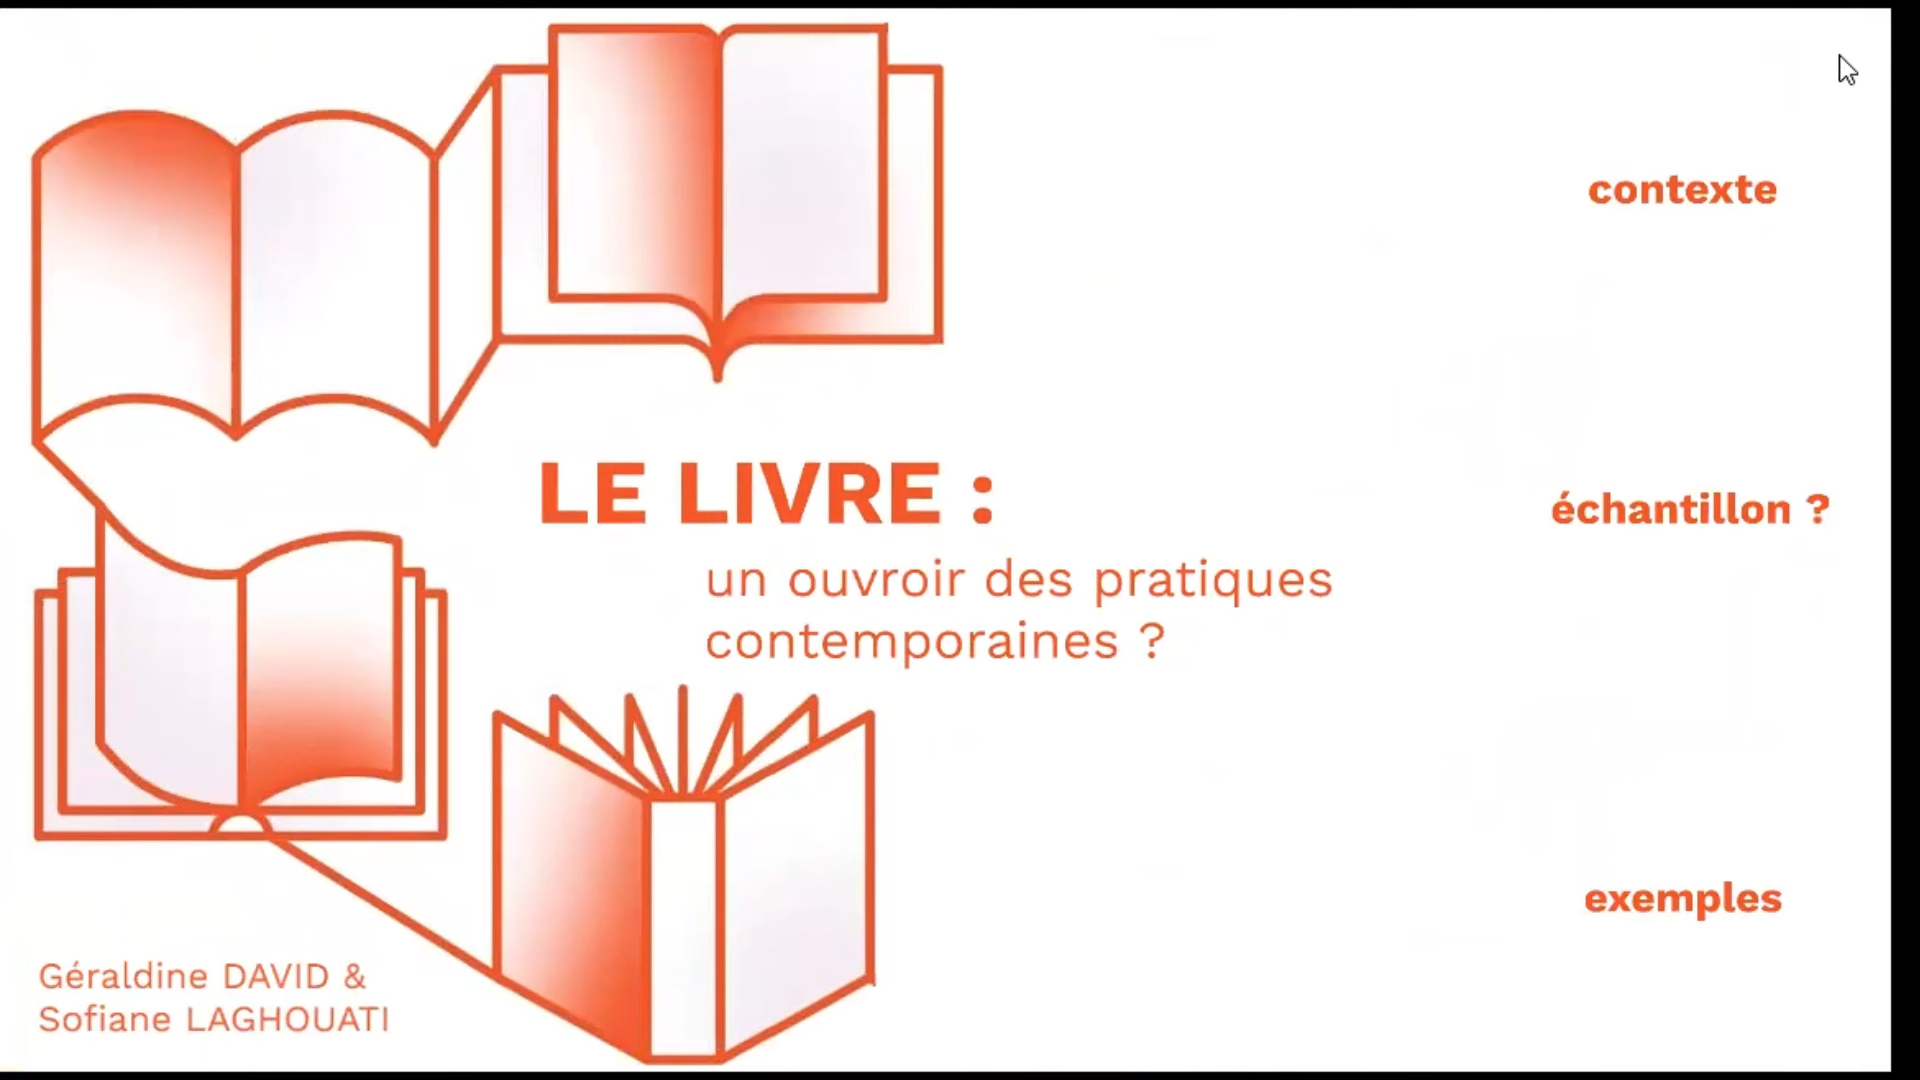 LE LIVRE :
un ouvroir des pratiques
contemporaines ?
contexte
échantillon ?
exemples
Géraldine DAVID &
Sofiane LAGHOUATI